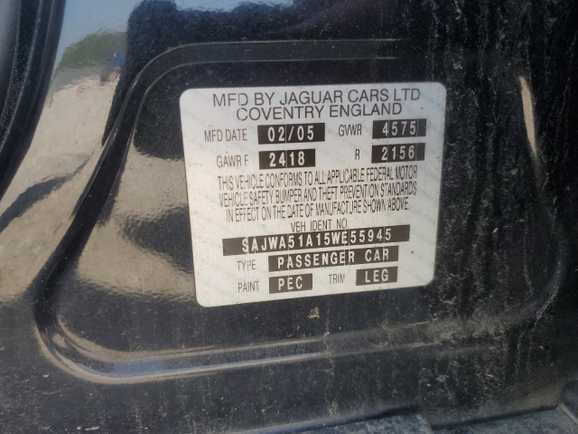 MFD BY JAGUAR CARS LTD
COVENTRY ENGLAND
MFD DATE 02/05 GVWR 4575
GAWR F 2418 R 2156
THIS VEHICLE CONFORMS TO ALL APPLICABLE FEDERAL MOTOR
VEHICLE SAFETY BUMPER AND THEFT PREVENTION STANDARDS
IN EFFECT ON THE DATE OF MANUFACTURE SHOWN ABOVE.
VEH IDENT NO
SAJWA51A15WE55945
TYPE PASSENGER CAR
PAINT PEC TRIM LEG